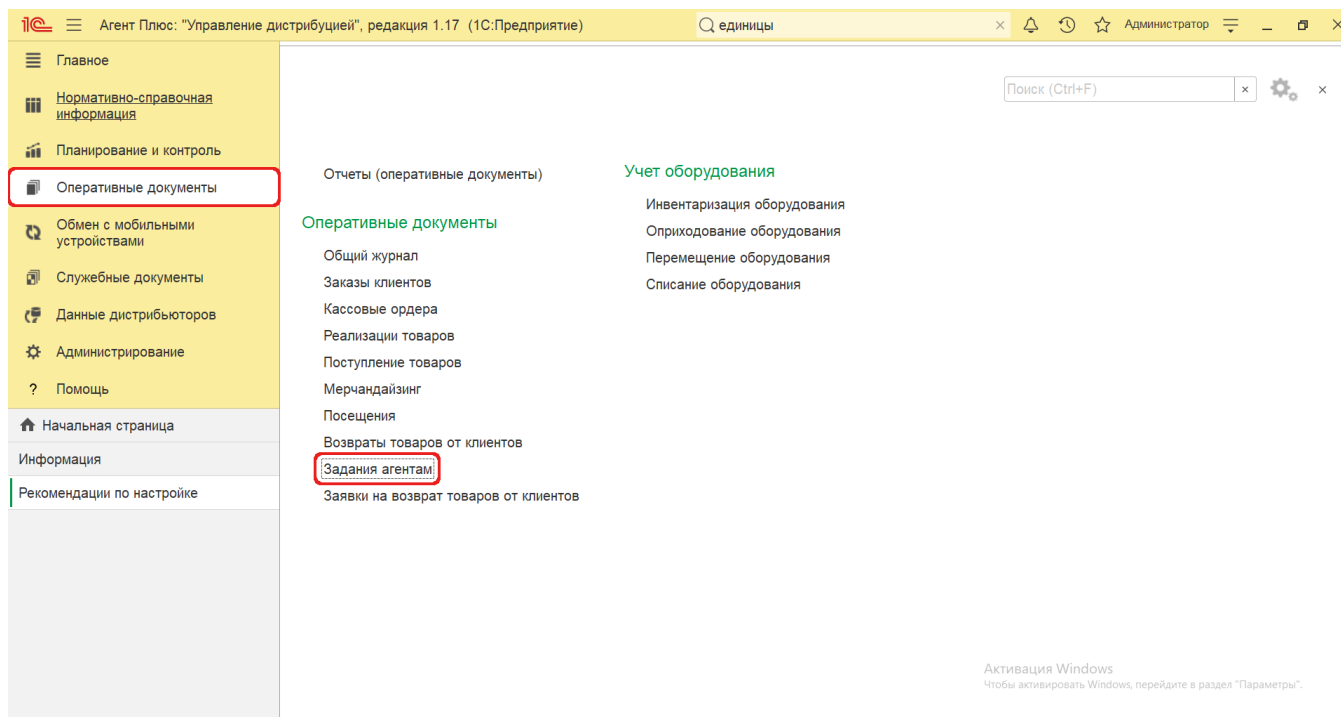 1С Агент Плюс: "Управление дистрибуцией", редакция 1.17 (1С:Предприятие)
единицы
Администратор
Главное
Нормативно-справочная
информация
Планирование и контроль
Оперативные документы
Обмен с мобильными
устройствами
Служебные документы
Данные дистрибьюторов
Администрирование
? Помощь
Начальная страница
Информация
Рекомендации по настройке
Поиск (Ctrl+F)
Отчеты (оперативные документы)
Оперативные документы
Общий журнал
Заказы клиентов
Кассовые ордера
Реализации товаров
Поступление товаров
Мерчандайзинг
Посещения
Возвраты товаров от клиентов
Задания агентам
Заявки на возврат товаров от клиентов
Учет оборудования
Инвентаризация оборудования
Оприходование оборудования
Перемещение оборудования
Списание оборудования
Активация Windows
Чтобы активировать Windows, перейдите в раздел "Параметры".